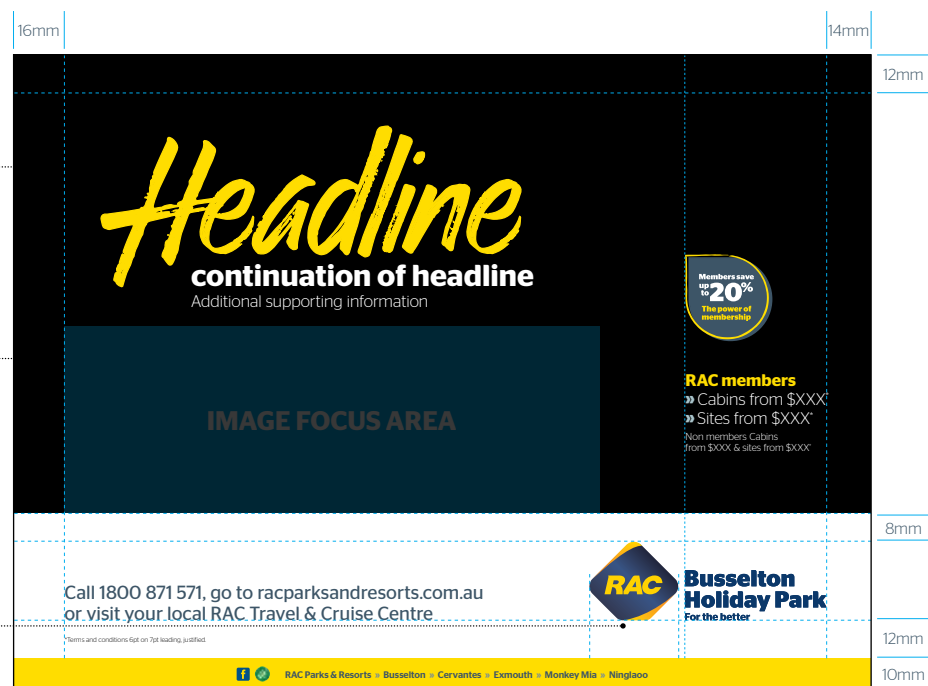 16mm
14mm
12mm
Headline
continuation of headline
Additional supporting information
Members save
up to 20%
The power of
membership
IMAGE FOCUS AREA
RAC members
» Cabins from $XXX*
» Sites from $XXX*
Non members Cabins
from $XXX & sites from $XXX*
8mm
Call 1800 871 571, go to racparksandresorts.com.au
or visit your local RAC Travel & Cruise Centre
*Terms and conditions 6pt on 7pt leading, justified.
RAC
Busselton
Holiday Park
For the better
12mm
f
RAC Parks & Resorts » Busselton » Cervantes » Exmouth » Monkey Mia » Ninglaoo
10mm